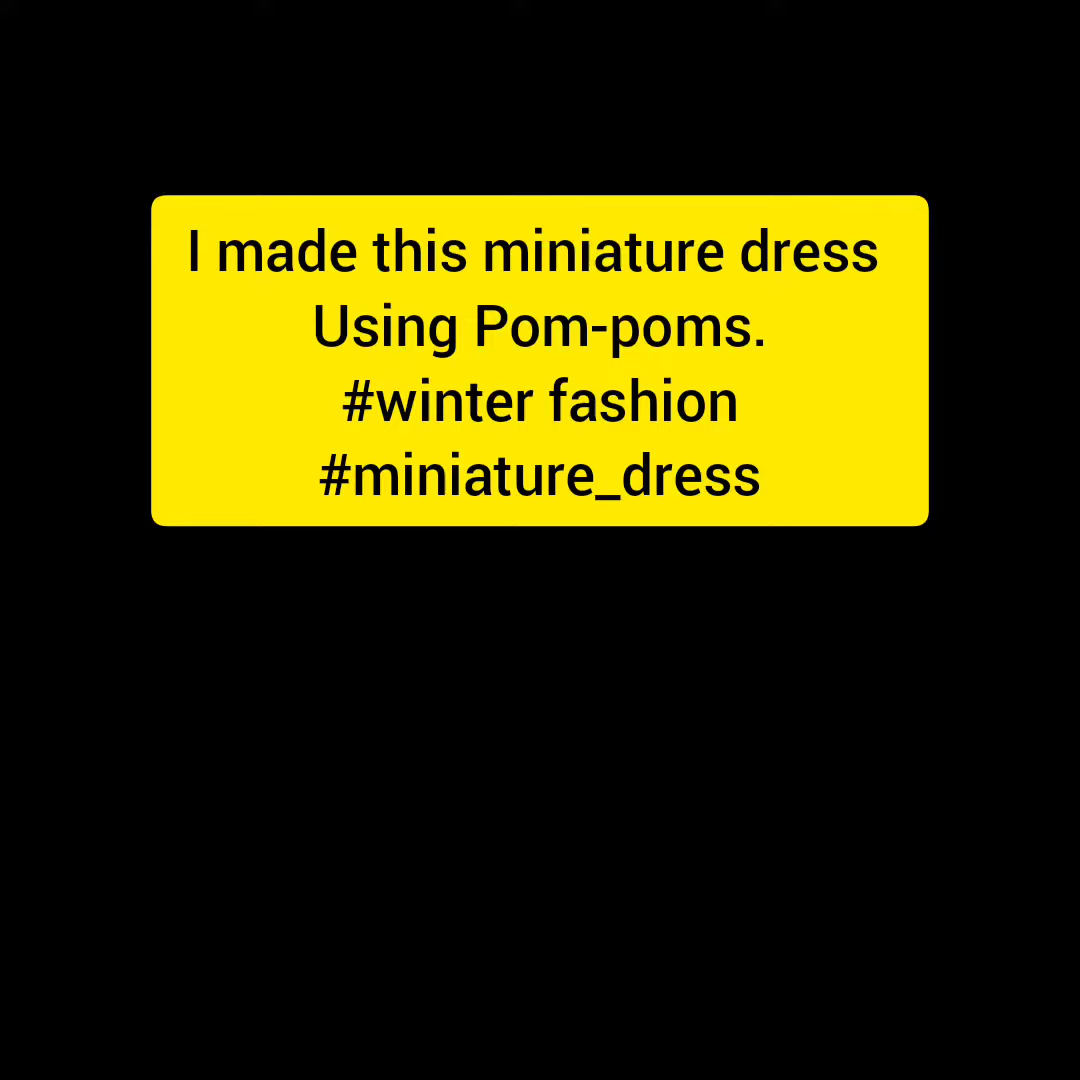 I made this miniature dress
Using Pom-poms.
#winter fashion
#miniature_dress